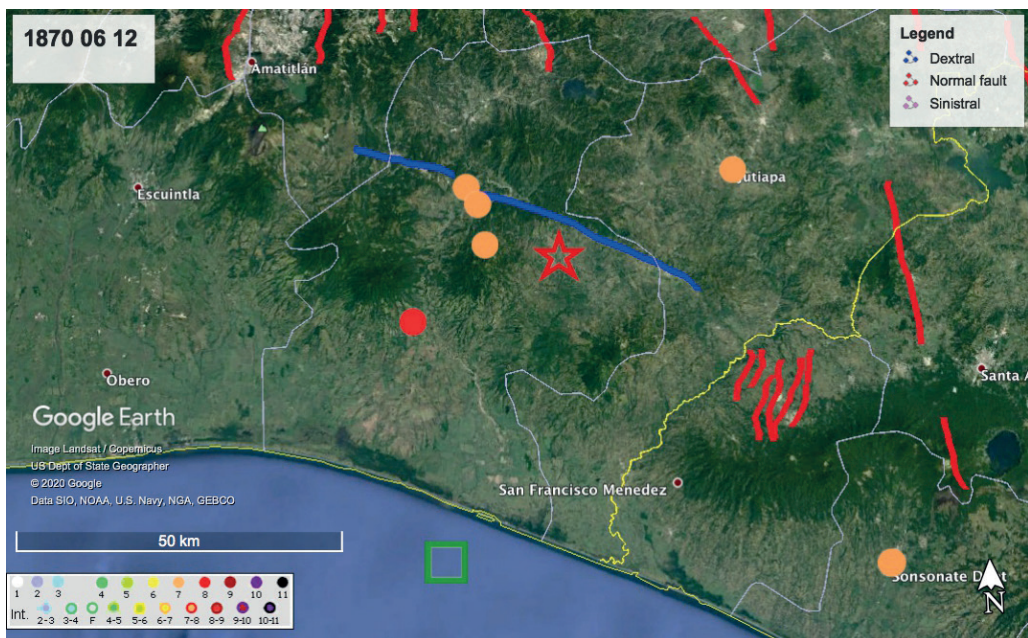 1870 06 12
Legend
Dextral
Normal fault
Sinistral
Amatitlán
Escuintla
Jutiapa
Obero
Santa A
Google Earth
Image Landsat / Copernicus
US Dept of State Geographer
© 2020 Google
Data SIO, NOAA, U.S. Navy, NGA, GEBCO
San Francisco Menedez
50 km
Sonsonate Dept
N
1 2 3 4 5 6 7 8 9 10 11
Int. 2-3 3-4 F 4-5 5-6 6-7 7-8 8-9 9-10 10-11